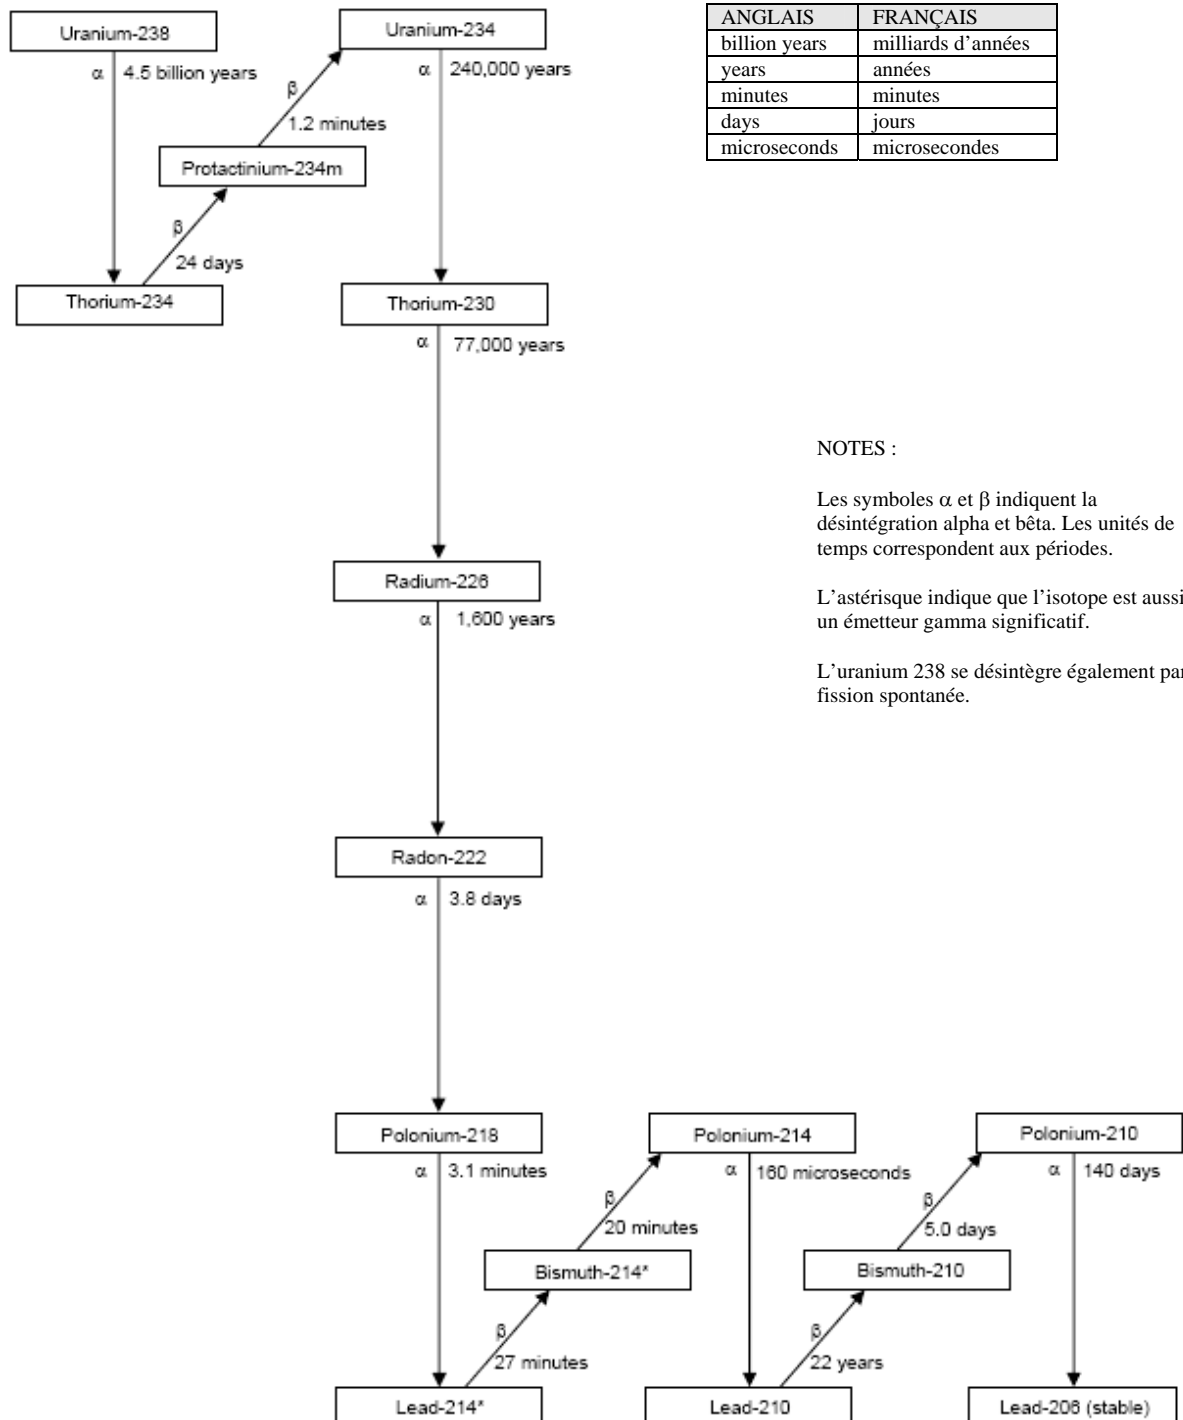 Uranium-238
α 4.5 billion years
Uranium-234
α 240,000 years
β
1.2 minutes
Protactinium-234m
β
24 days
Thorium-234
Thorium-230
α 77,000 years
ANGLAIS FRANÇAIS
billion years milliards d’années
years années
minutes minutes
days jours
microseconds microsecondes
NOTES :
Les symboles α et β indiquent la
désintégration alpha et bêta. Les unités de
temps correspondent aux périodes.
L’astérisque indique que l’isotope est aussi
un émetteur gamma significatif.
L’uranium 238 se désintègre également par
fission spontanée.
Radium-226
α 1,600 years
Radon-222
α 3.8 days
Polonium-218
α 3.1 minutes
Polonium-214
α 160 microseconds
Polonium-210
α 140 days
β
20 minutes
β
5.0 days
Bismuth-214*
Bismuth-210
β
27 minutes
β
22 years
Lead-214*
Lead-210
Lead-206 (stable)